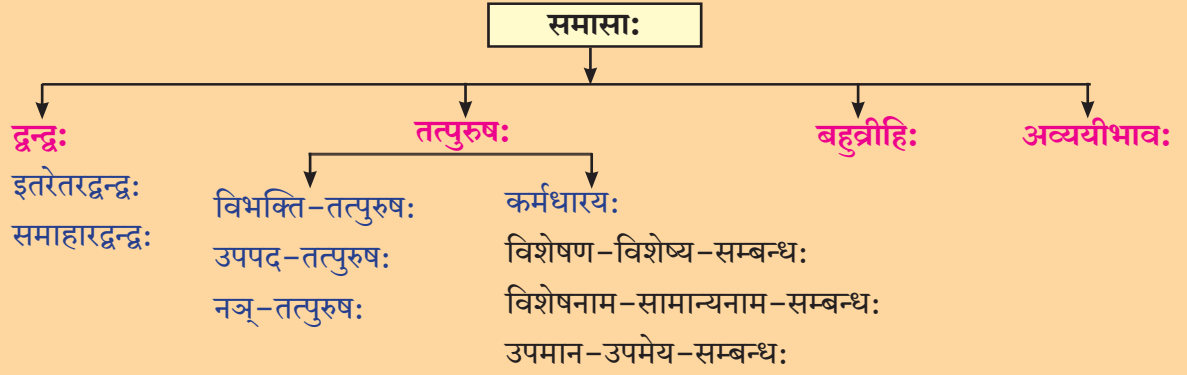 समासा:
द्वन्द्व:
इतरेतरद्वन्द्व:
समाहारद्वन्द्व:
तत्पुरुष:
विभक्ति-तत्पुरुष:
उपपद-तत्पुरुष:
नञ्-तत्पुरुष:
कर्मधारय:
विशेषण-विशेष्य-सम्बन्ध:
विशेषनाम-सामान्यनाम-सम्बन्ध:
उपमान-उपमेय-सम्बन्ध:
बहुव्रीहि:
अव्ययीभाव: